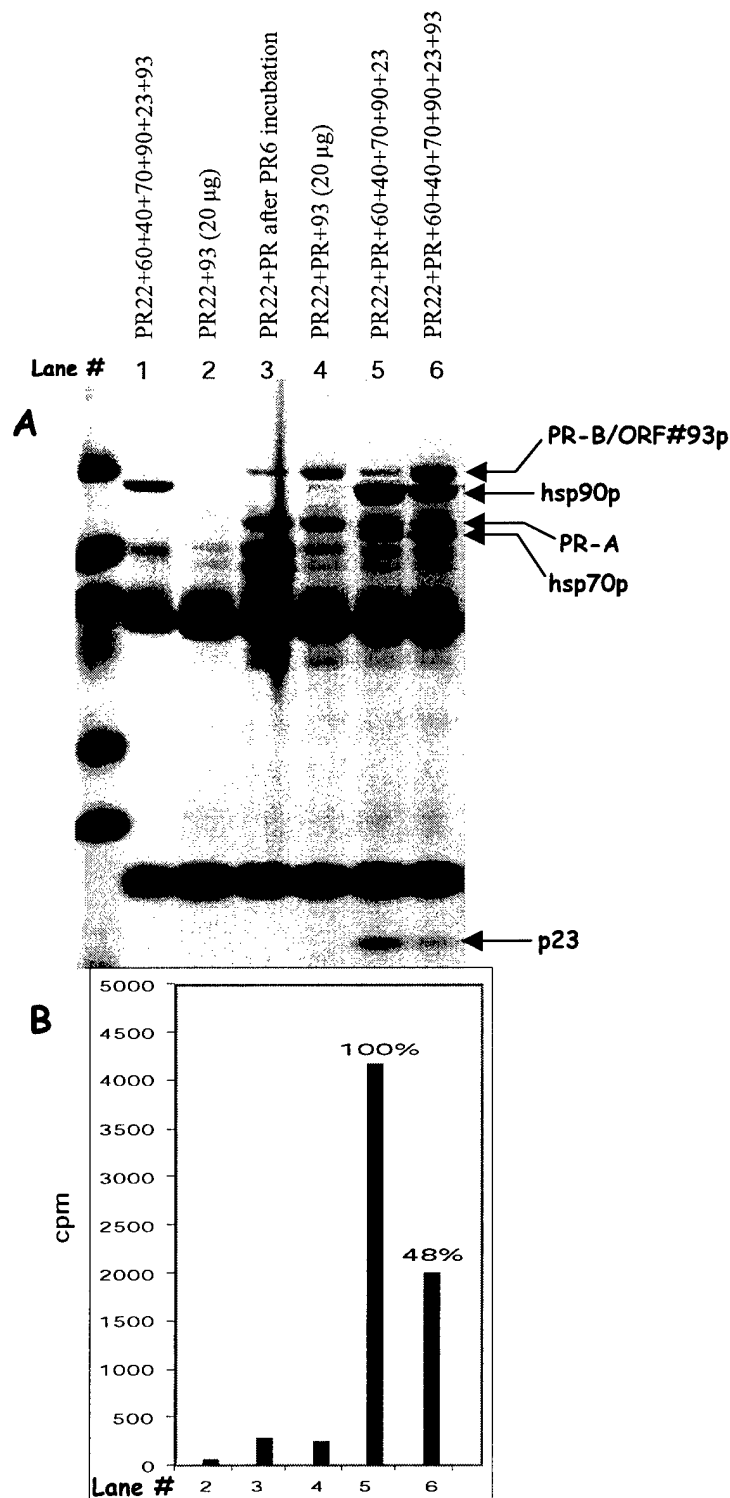 PR22+60+40+70+90+23+93
PR22+93 (20 µg)
PR22+PR after PR6 incubation
PR22+PR+93 (20 µg)
PR22+PR+60+40+70+90+23
PR22+PR+60+40+70+90+23+93
Lane # 1 2 3 4 5 6
A
PR-B/ORF#93p
hsp90p
PR-A
hsp70p
p23
B
5000
4500
4000
3500
3000
2500
2000
1500
1000
500
0
cpm
100%
48%
Lane # 2 3 4 5 6